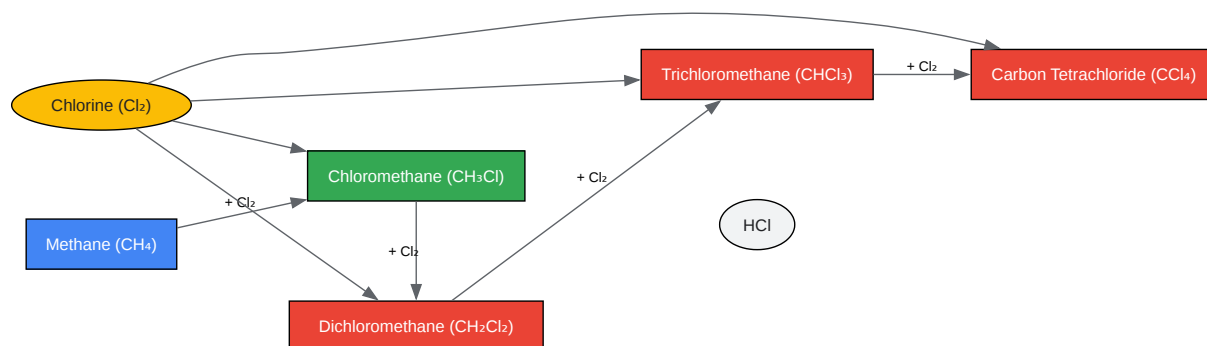 Trichloromethane (CHCl₃)
+ Cl₂
Carbon Tetrachloride (CCl₄)
Chlorine (Cl₂)
Chloromethane (CH₃Cl)
+ Cl₂
+ Cl₂
HCl
Methane (CH₄)
+ Cl₂
Dichloromethane (CH₂Cl₂)